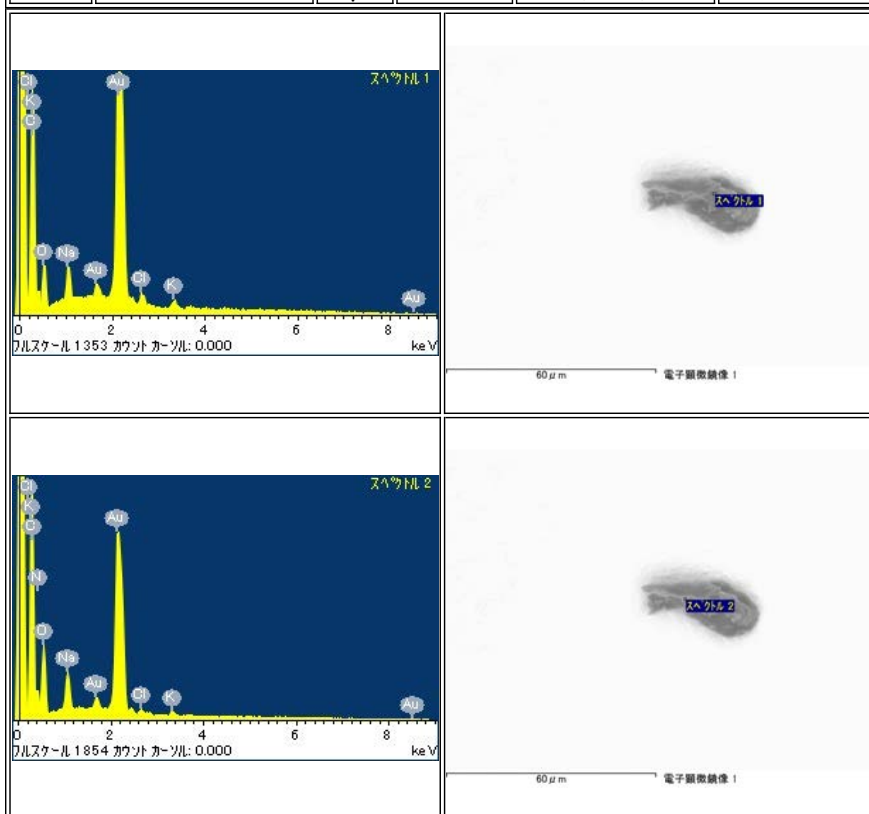 スペクトル 1
Cl
K
C
Au
O
Na
Au
Cl
K
Au
0 2 4 6 8
フルスケール 1353 カウント カーソル: 0.000 keV
スペクトル 1
60μm 電子顕微鏡像 1
スペクトル 2
Cl
K
C
N
Au
O
Na
Au
Cl
K
Au
0 2 4 6 8
フルスケール 1854 カウント カーソル: 0.000 keV
スペクトル 2
60μm 電子顕微鏡像 1